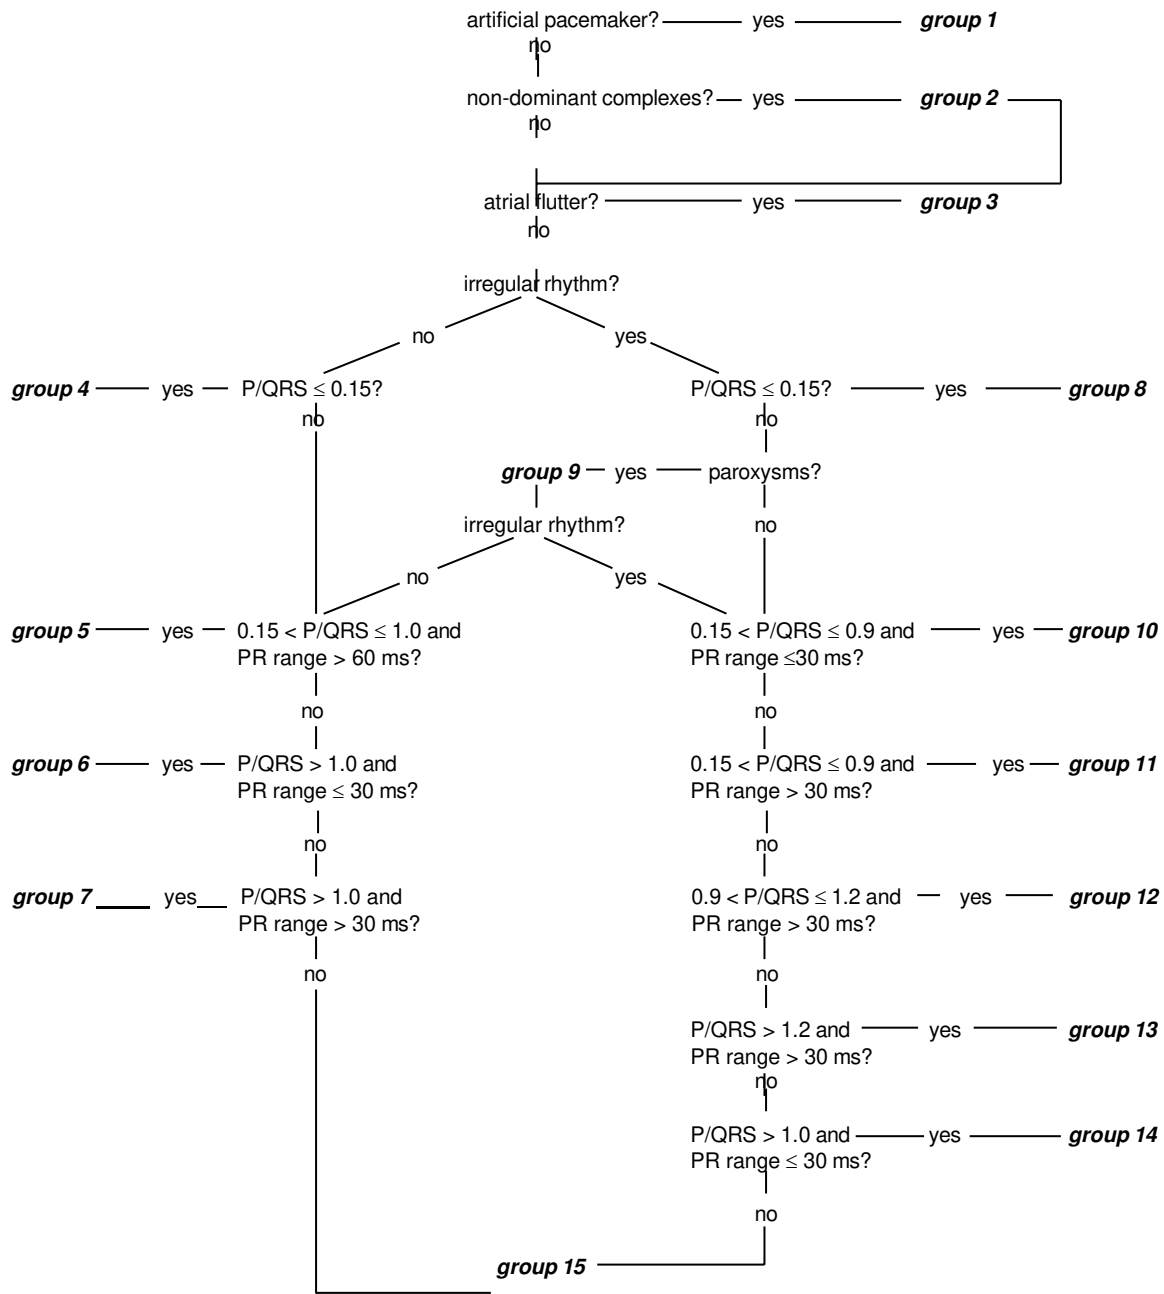 artificial pacemaker? yes group 1
no
non-dominant complexes? yes group 2
no
atrial flutter? yes group 3
no
irregular rhythm?
no yes
group 4 yes P/QRS ≤ 0.15? P/QRS ≤ 0.15? yes group 8
no no
group 9 yes paroxysms?
irregular rhythm? no
no yes
group 5 yes 0.15 < P/QRS ≤ 1.0 and 0.15 < P/QRS ≤ 0.9 and yes group 10
PR range > 60 ms? PR range ≤30 ms?
no no
group 6 yes P/QRS > 1.0 and 0.15 < P/QRS ≤ 0.9 and yes group 11
PR range ≤ 30 ms? PR range > 30 ms?
no no
group 7 yes P/QRS > 1.0 and 0.9 < P/QRS ≤ 1.2 and yes group 12
PR range > 30 ms? PR range > 30 ms?
no no
P/QRS > 1.2 and yes group 13
PR range > 30 ms?
no
P/QRS > 1.0 and yes group 14
PR range ≤ 30 ms?
no
group 15